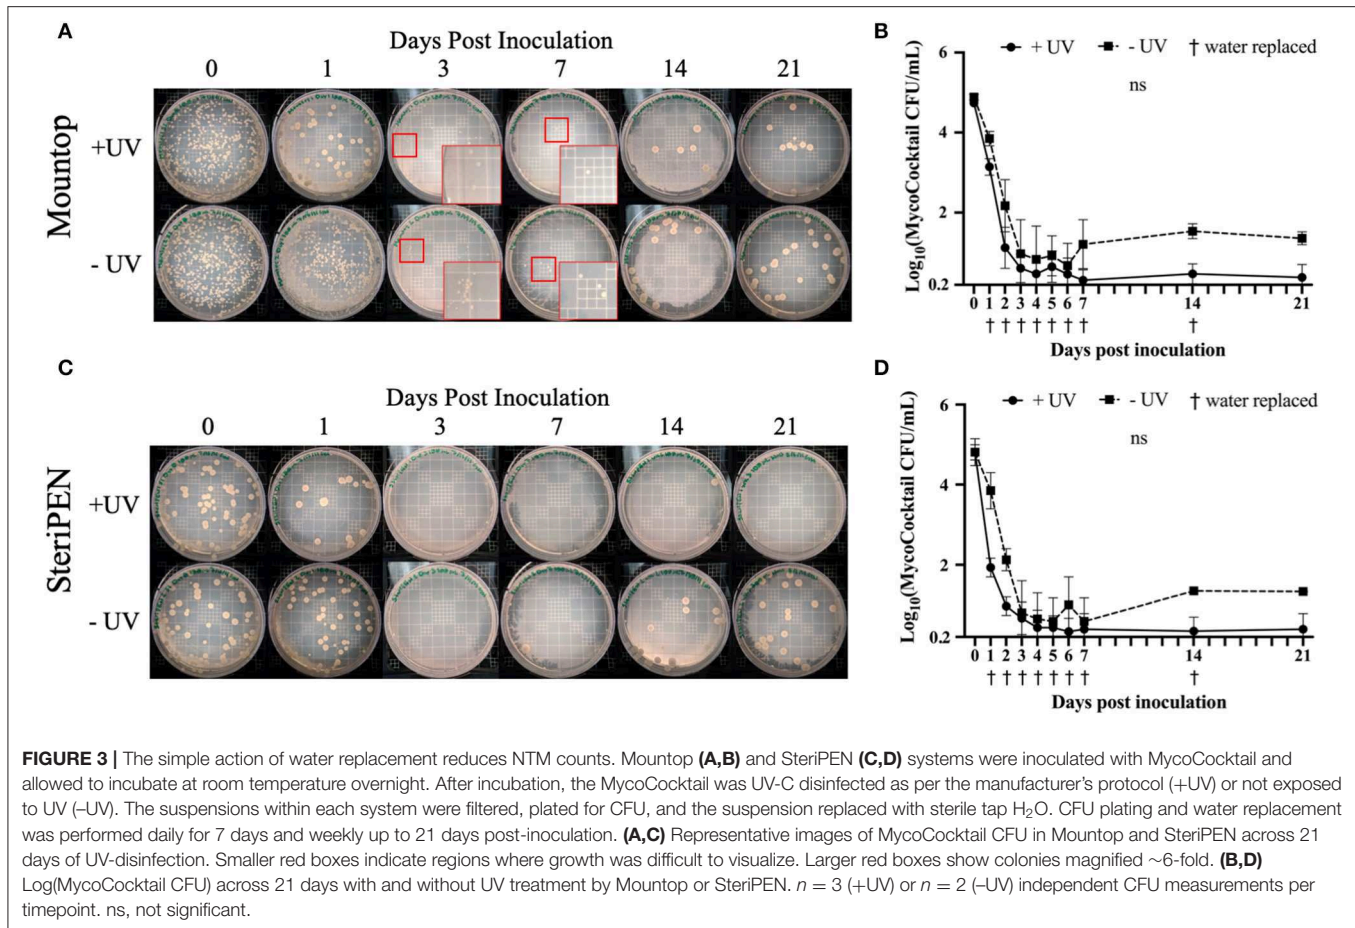 A
Days Post Inoculation
0 1 3 7 14 21
Mountop
+UV
- UV
B
+ UV - UV † water replaced
ns
Log10(MycoCocktail CFU/mL)
6
4
2
0.2
0 1 2 3 4 5 6 7 14 21
† † † † † † † †
Days post inoculation
C
Days Post Inoculation
0 1 3 7 14 21
SteriPEN
+UV
- UV
D
+ UV - UV † water replaced
ns
Log10(MycoCocktail CFU/mL)
6
4
2
0.2
0 1 2 3 4 5 6 7 14 21
† † † † † † † †
Days post inoculation
FIGURE 3 | The simple action of water replacement reduces NTM counts. Mountop (A,B) and SteriPEN (C,D) systems were inoculated with MycoCocktail and
allowed to incubate at room temperature overnight. After incubation, the MycoCocktail was UV-C disinfected as per the manufacturer's protocol (+UV) or not exposed
to UV (–UV). The suspensions within each system were filtered, plated for CFU, and the suspension replaced with sterile tap H2O. CFU plating and water replacement
was performed daily for 7 days and weekly up to 21 days post-inoculation. (A,C) Representative images of MycoCocktail CFU in Mountop and SteriPEN across 21
days of UV-disinfection. Smaller red boxes indicate regions where growth was difficult to visualize. Larger red boxes show colonies magnified ∼6-fold. (B,D)
Log(MycoCocktail CFU) across 21 days with and without UV treatment by Mountop or SteriPEN. n = 3 (+UV) or n = 2 (–UV) independent CFU measurements per
timepoint. ns, not significant.